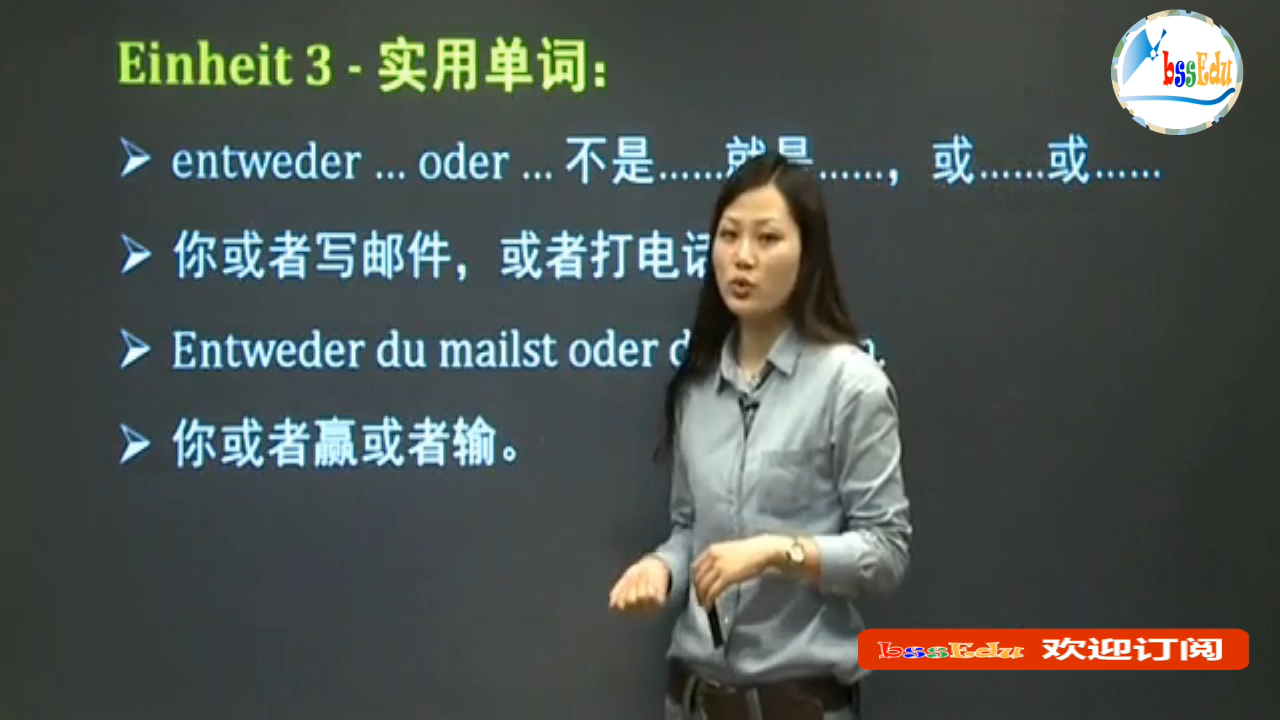 Einheit 3 - 实用单词：
bssEdu
entweder ... oder ... 不是……就是……，或……或……
你或者写邮件，或者打电话
Entweder du mailst oder
你或者赢或者输。
bssEdu 欢迎订阅